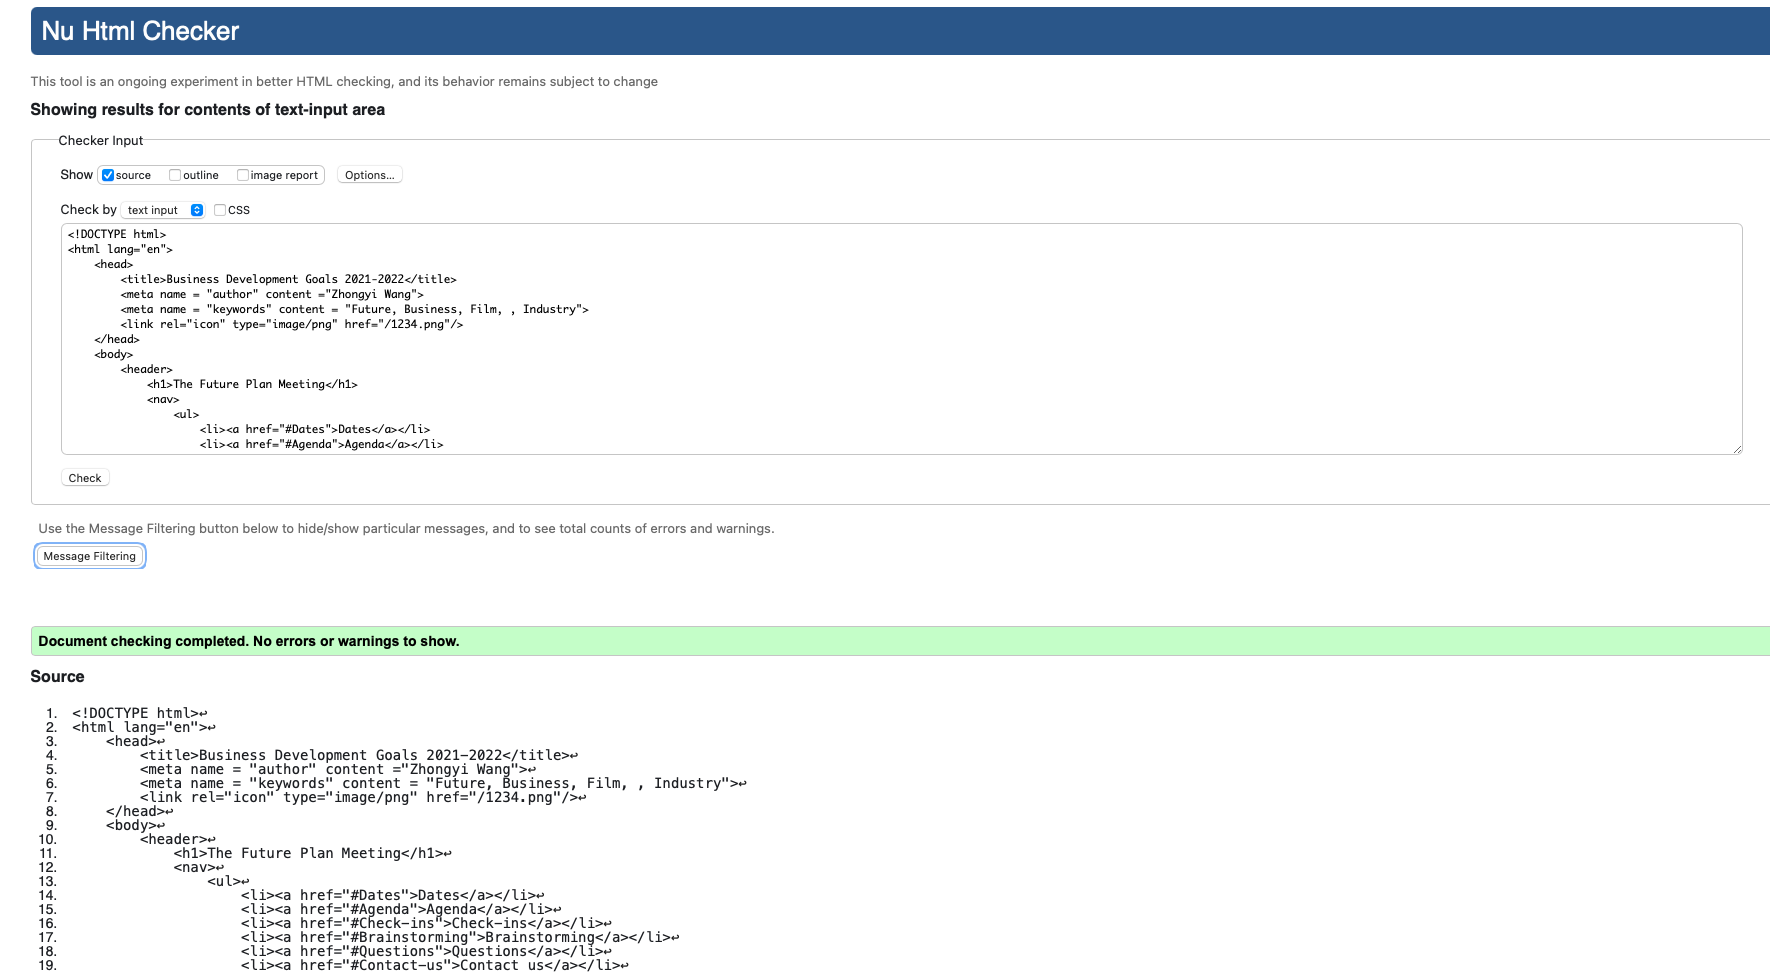 Nu Html Checker
This tool is an ongoing experiment in better HTML checking, and its behavior remains subject to change
Showing results for contents of text-input area
Checker Input
Show source outline image report Options...
Check by text input CSS
<!DOCTYPE html>
<html lang="en">
    <head>
        <title>Business Development Goals 2021-2022</title>
        <meta name = "author" content ="Zhongyi Wang">
        <meta name = "keywords" content = "Future, Business, Film, , Industry">
        <link rel="icon" type="image/png" href="/1234.png"/>
    </head>
    <body>
        <header>
            <h1>The Future Plan Meeting</h1>
            <nav>
                <ul>
                    <li><a href="#Dates">Dates</a></li>
                    <li><a href="#Agenda">Agenda</a></li>
Check
Use the Message Filtering button below to hide/show particular messages, and to see total counts of errors and warnings.
Message Filtering
Document checking completed. No errors or warnings to show.
Source
1. <!DOCTYPE html>↩
2. <html lang="en">↩
3.     <head>↩
4.         <title>Business Development Goals 2021-2022</title>↩
5.         <meta name = "author" content ="Zhongyi Wang">↩
6.         <meta name = "keywords" content = "Future, Business, Film, , Industry">↩
7.         <link rel="icon" type="image/png" href="/1234.png"/>↩
8.     </head>↩
9.     <body>↩
10.         <header>↩
11.             <h1>The Future Plan Meeting</h1>↩
12.             <nav>↩
13.                 <ul>↩
14.                     <li><a href="#Dates">Dates</a></li>↩
15.                     <li><a href="#Agenda">Agenda</a></li>↩
16.                     <li><a href="#Check-ins">Check-ins</a></li>↩
17.                     <li><a href="#Brainstorming">Brainstorming</a></li>↩
18.                     <li><a href="#Questions">Questions</a></li>↩
19.                     <li><a href="#Contact-us">Contact us</a></li>↩